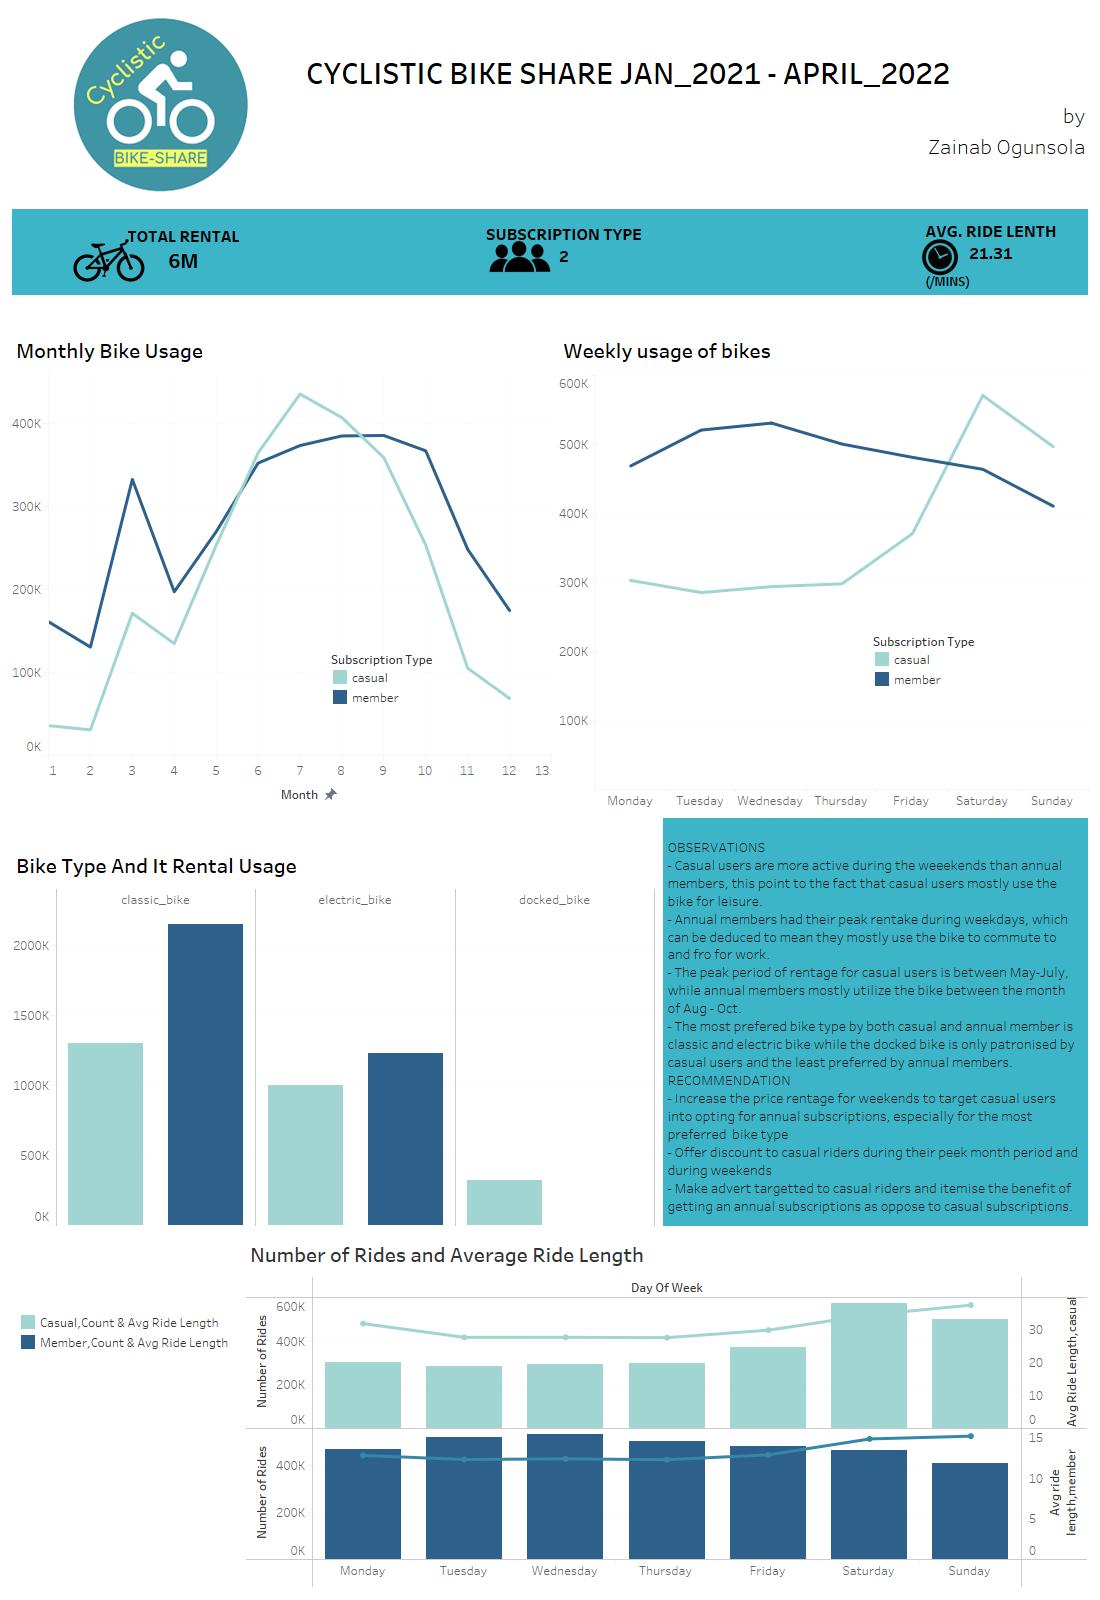 Cyclistic
BIKE-SHARE
CYCLISTIC BIKE SHARE JAN_2021 - APRIL_2022
by
Zainab Ogunsola
TOTAL RENTAL
6M
SUBSCRIPTION TYPE
2
AVG. RIDE LENTH
21.31
(/MINS)
Monthly Bike Usage
400K
300K
200K
100K
0K
1 2 3 4 5 6 7 8 9 10 11 12 13
Month
Subscription Type
casual
member
Weekly usage of bikes
600K
500K
400K
300K
200K
100K
Monday Tuesday Wednesday Thursday Friday Saturday Sunday
Subscription Type
casual
member
Bike Type And It Rental Usage
classic_bike electric_bike docked_bike
2000K
1500K
1000K
500K
0K
OBSERVATIONS
- Casual users are more active during the weeekends than annual
members, this point to the fact that casual users mostly use the
bike for leisure.
- Annual members had their peak rentake during weekdays, which
can be deduced to mean they mostly use the bike to commute to
and fro for work.
- The peak period of rentage for casual users is between May-July,
while annual members mostly utilize the bike between the month
of Aug - Oct.
- The most prefered bike type by both casual and annual member is
classic and electric bike while the docked bike is only patronised by
casual users and the least preferred by annual members.
RECOMMENDATION
- Increase the price rentage for weekends to target casual users
into opting for annual subscriptions, especially for the most
preferred  bike type
- Offer discount to casual riders during their peek month period and
during weekends
- Make advert targetted to casual riders and itemise the benefit of
getting an annual subscriptions as oppose to casual subscriptions.
Number of Rides and Average Ride Length
Casual,Count & Avg Ride Length
Member,Count & Avg Ride Length
Day Of Week
Number of Rides
600K
400K
200K
0K
30
20
10
0
Avg Ride Length,casual
Number of Rides
400K
200K
0K
15
10
5
0
Avg ride
length,member
Monday Tuesday Wednesday Thursday Friday Saturday Sunday